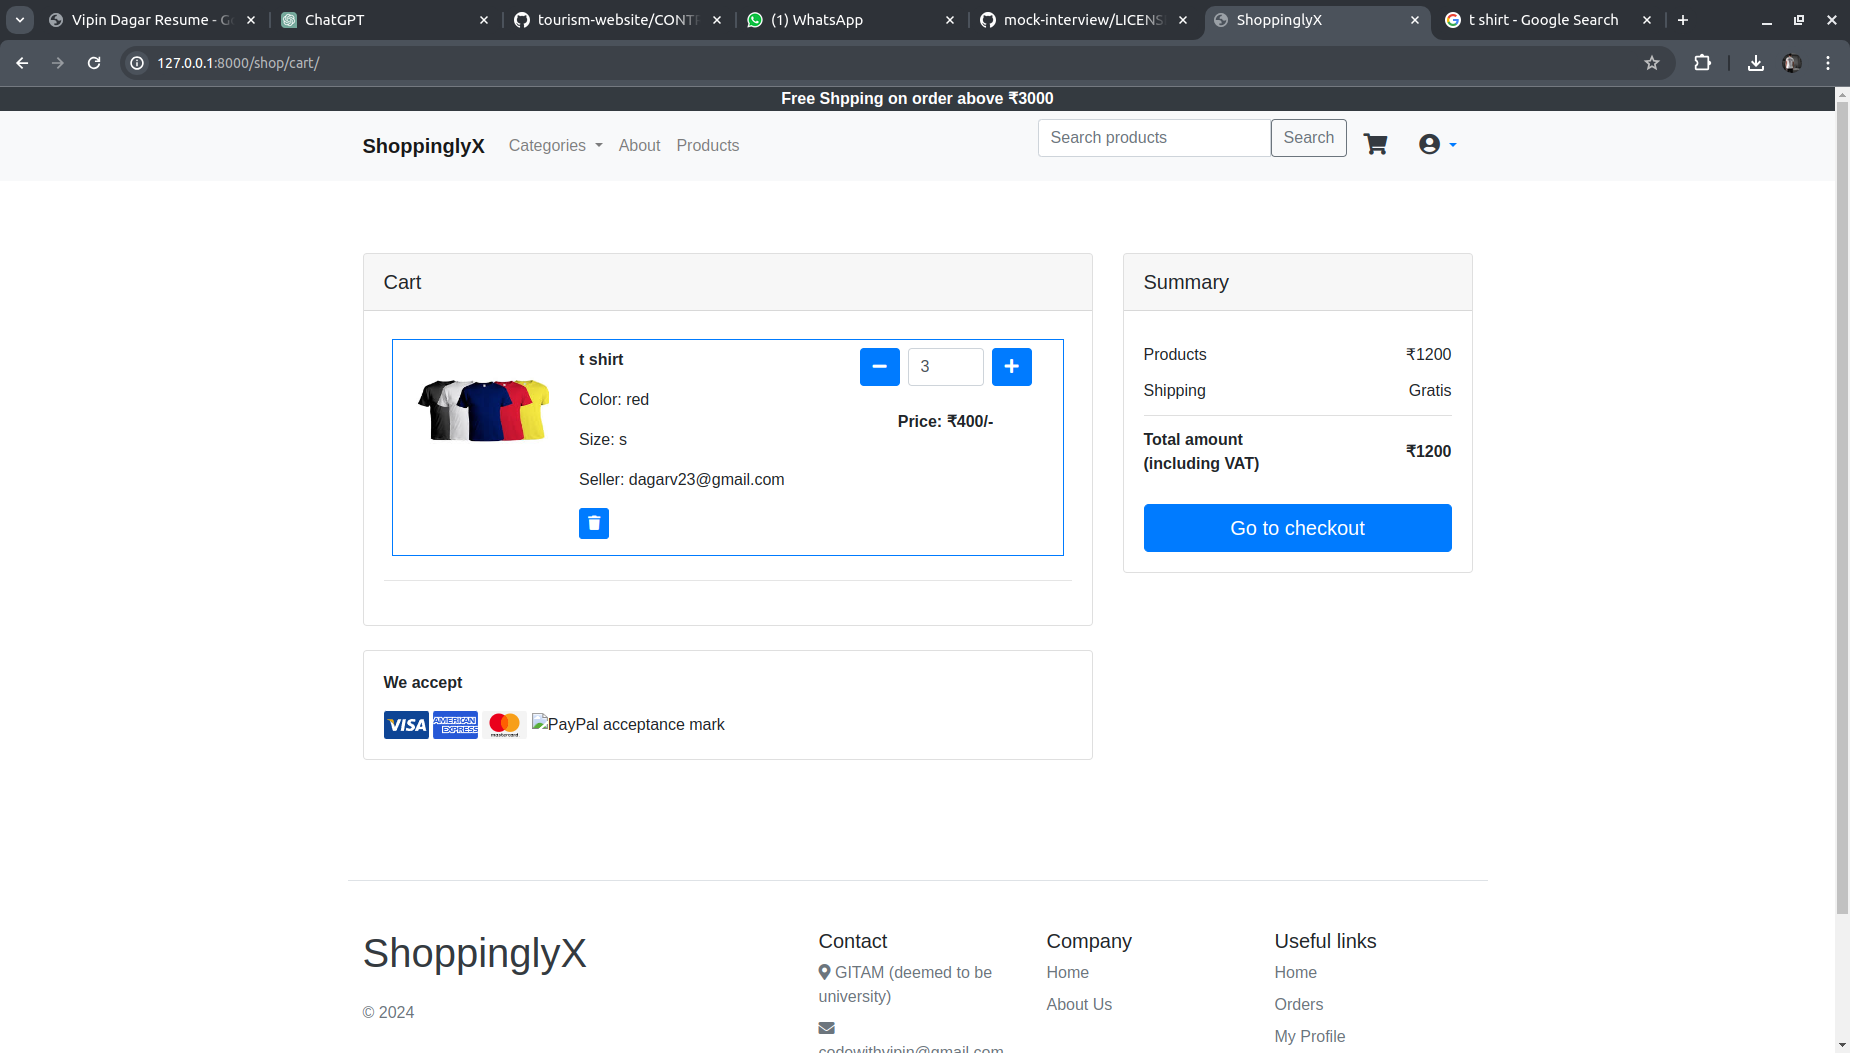 Vipin Dagar Resume - G
ChatGPT
tourism-website/CONT
(1) WhatsApp
mock-interview/LICENS
ShoppinglyX
t shirt - Google Search
127.0.0.1:8000/shop/cart/
Free Shpping on order above ₹3000
ShoppinglyX
Categories
About
Products
Search products
Search
Cart
t shirt
Color: red
Size: s
Seller: dagarv23@gmail.com
3
Price: ₹400/-
Summary
Products ₹1200
Shipping Gratis
Total amount
(including VAT)
₹1200
Go to checkout
We accept
VISA
AMERICAN
EXPRESS
mastercard
PayPal acceptance mark
ShoppinglyX
© 2024
Contact
GITAM (deemed to be
university)
codewithvipin@gmail.com
Company
Home
About Us
Useful links
Home
Orders
My Profile